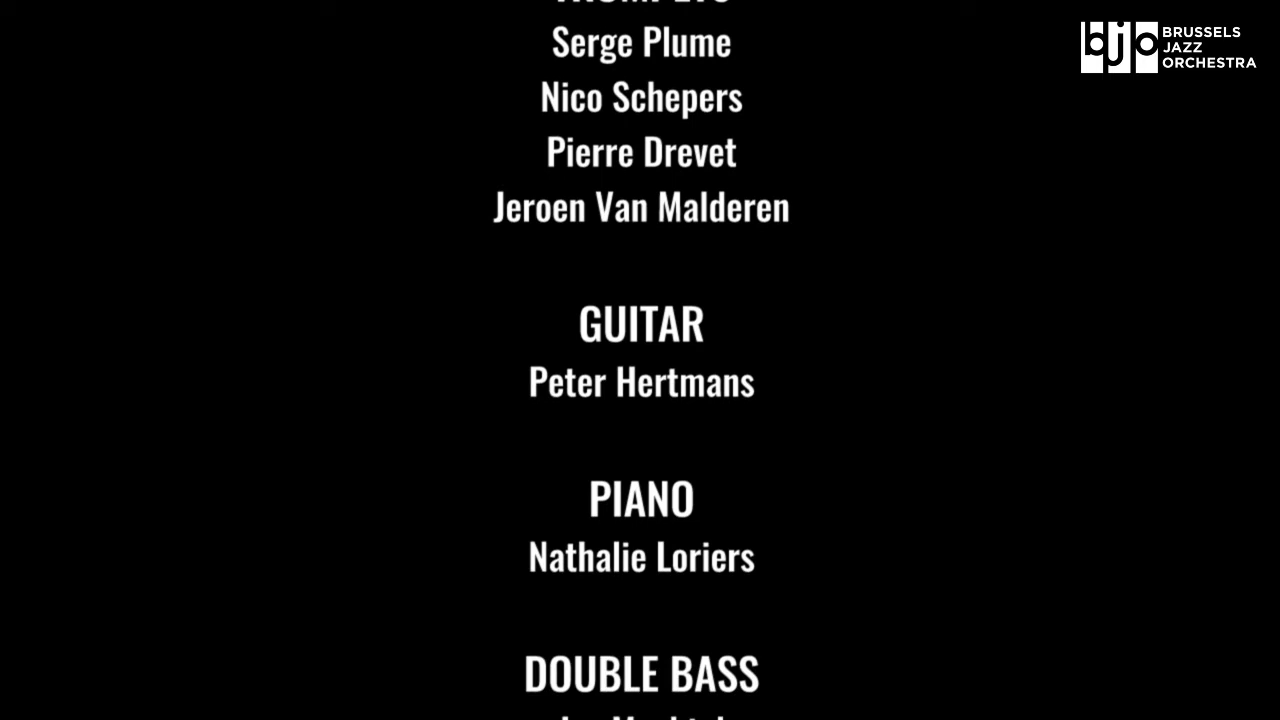 TRUMPETS
Serge Plume
Nico Schepers
Pierre Drevet
Jeroen Van Malderen
GUITAR
Peter Hertmans
PIANO
Nathalie Loriers
DOUBLE BASS
bjo
BRUSSELS
JAZZ
ORCHESTRA